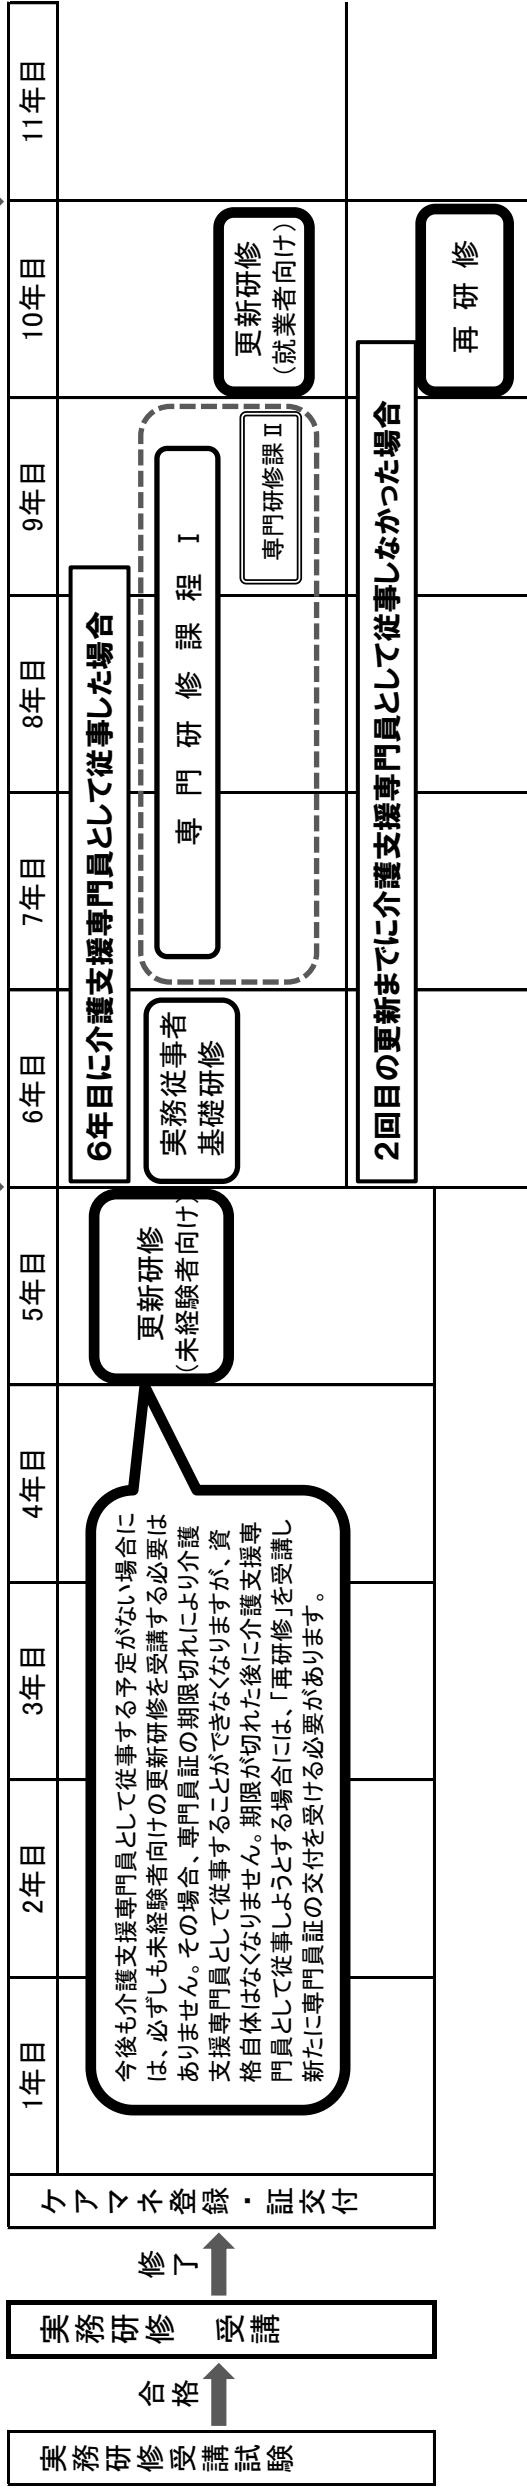 実務研修受講試験
合格
実務研修 受講
修了
ケアマネ登録・証交付
1年目
2年目
3年目
4年目
5年目
6年目
7年目
8年目
9年目
10年目
11年目
今後も介護支援専門員として従事する予定がない場合に
は、必ずしも未経験者向けの更新研修を受講する必要は
ありません。その場合、専門員証の期限切れにより介護
支援専門員として従事することができなくなりますが、資
格自体はなくなりません。期限が切れた後に介護支援専
門員として従事しようとする場合には、「再研修」を受講し
新たに専門員証の交付を受ける必要があります。
更新研修
(未経験者向け)
6年目に介護支援専門員として従事した場合
実務従事者
基礎研修
専門研修課程 Ⅰ
専門研修課Ⅱ
更新研修
(就業者向け)
2回目の更新までに介護支援専門員として従事しなかった場合
再研修